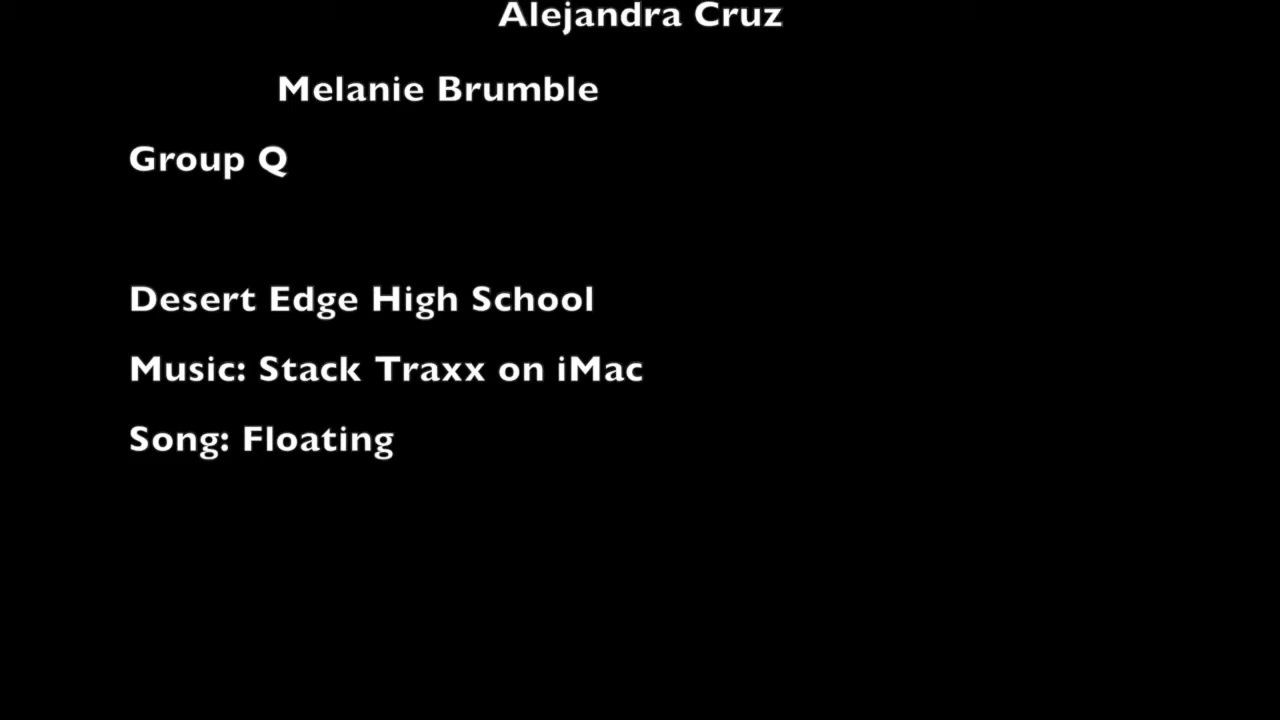 Alejandra Cruz
Melanie Brumble
Group Q
Desert Edge High School
Music: Stack Traxx on iMac
Song: Floating